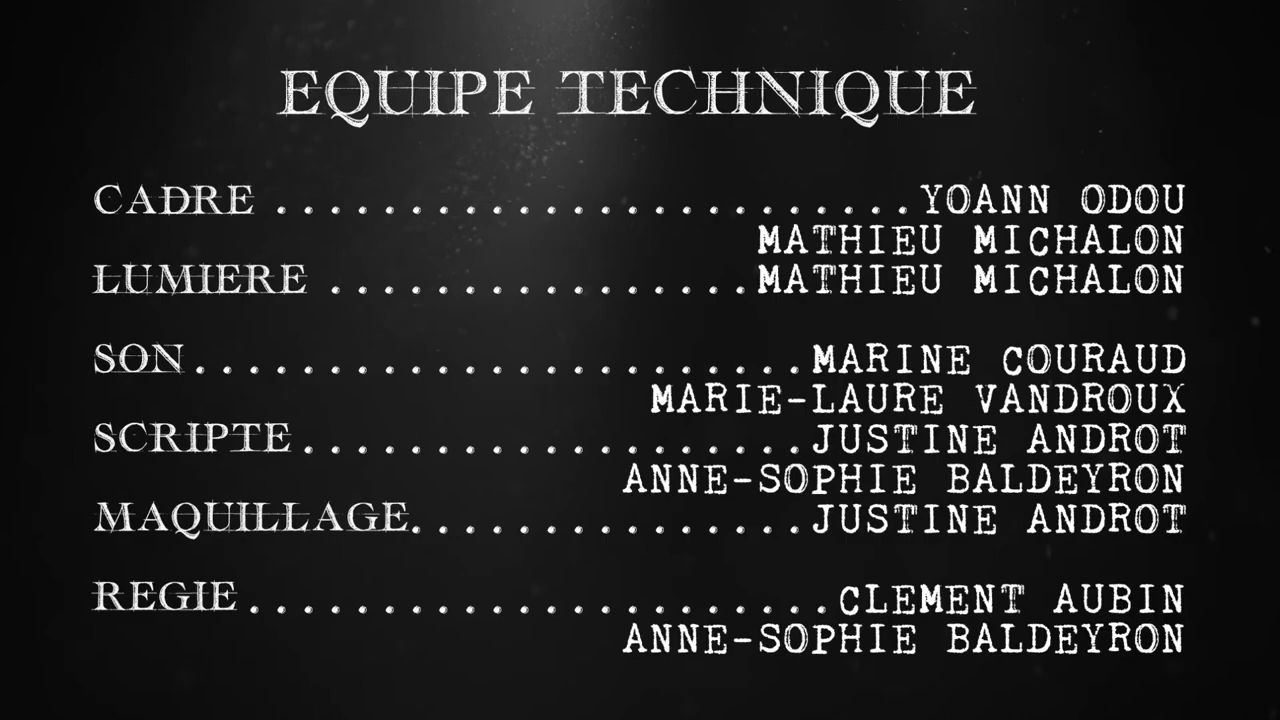 EQUIPE TECHNIQUE
CADRE .......................... YOANN ODOU
MATHIEU MICHALON
LUMIERE ................ MATHIEU MICHALON
SON ....................... MARINE COURAUD
MARIE-LAURE VANDROUX
SCRIPTE ................... JUSTINE ANDROT
ANNE-SOPHIE BALDEYRON
MAQUILLAGE ............... JUSTINE ANDROT
REGIE ...................... CLEMENT AUBIN
ANNE-SOPHIE BALDEYRON